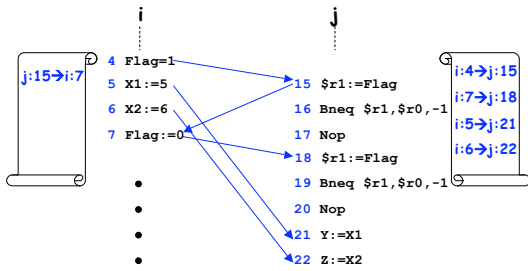 i
j
j:15→i:7
4 Flag=1
5 X1:=5
6 X2:=6
7 Flag:=0
15 $r1:=Flag
16 Bneq $r1,$r0,-1
17 Nop
18 $r1:=Flag
19 Bneq $r1,$r0,-1
20 Nop
21 Y:=X1
22 Z:=X2
i:4→j:15
i:7→j:18
i:5→j:21
i:6→j:22